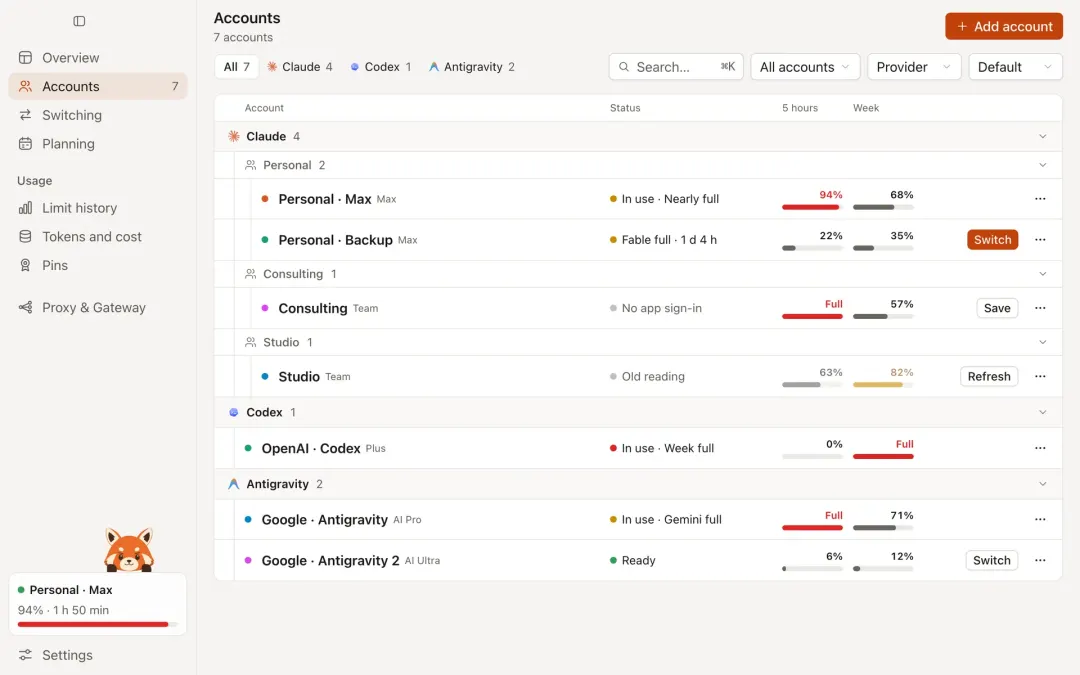 Accounts
7 accounts
+ Add account
Overview
Accounts 7
Switching
Planning
Usage
Limit history
Tokens and cost
Pins
Proxy & Gateway
All 7
Claude 4
Codex 1
Antigravity 2
Search... ⌘K
All accounts
Provider
Default
Account Status 5 hours Week
Claude 4
Personal 2
Personal · Max Max In use · Nearly full 94% 68%
Personal · Backup Max Fable full · 1 d 4 h 22% 35% Switch
Consulting 1
Consulting Team No app sign-in Full 57% Save
Studio 1
Studio Team Old reading 63% 82% Refresh
Codex 1
OpenAI · Codex Plus In use · Week full 0% Full
Antigravity 2
Google · Antigravity AI Pro In use · Gemini full Full 71%
Google · Antigravity 2 AI Ultra Ready 6% 12% Switch
Personal · Max
94% · 1 h 50 min
Settings